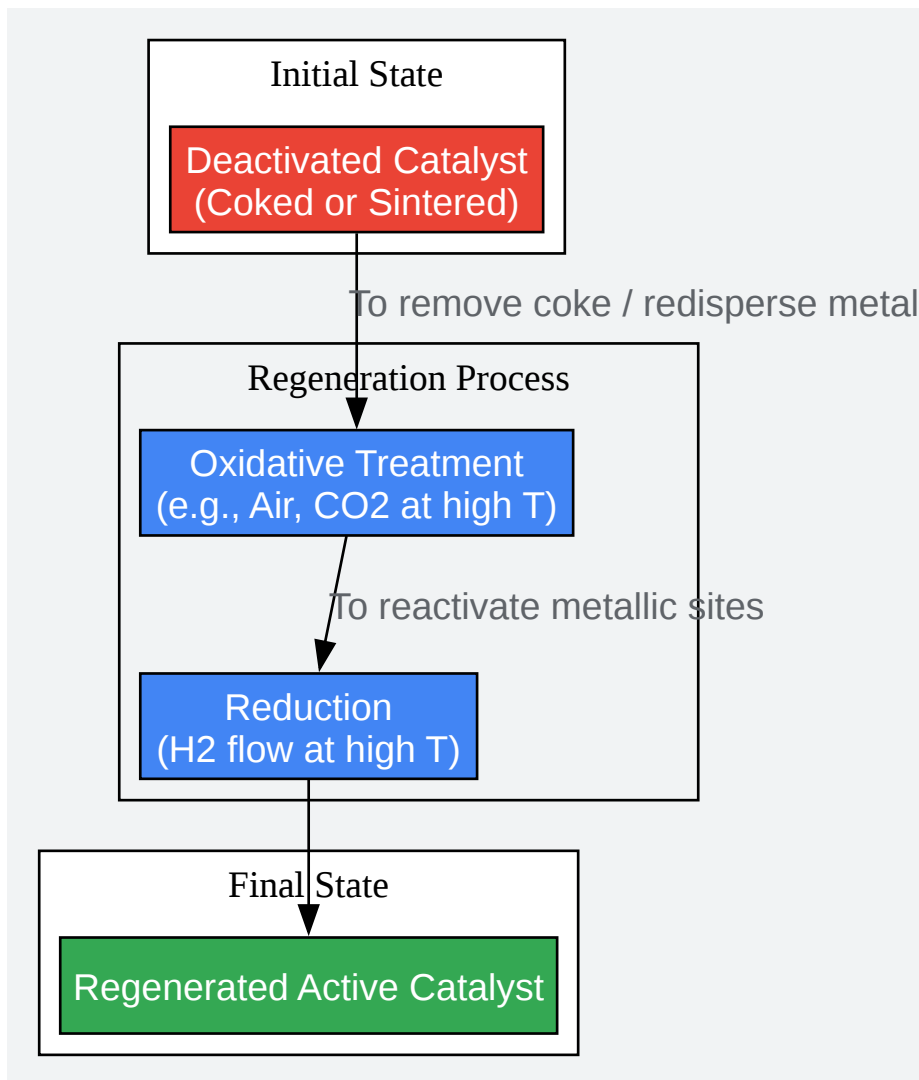 Initial State
Deactivated Catalyst
(Coked or Sintered)
To remove coke / redisperse metal
Regeneration Process
Oxidative Treatment
(e.g., Air, CO2 at high T)
To reactivate metallic sites
Reduction
(H2 flow at high T)
Final State
Regenerated Active Catalyst